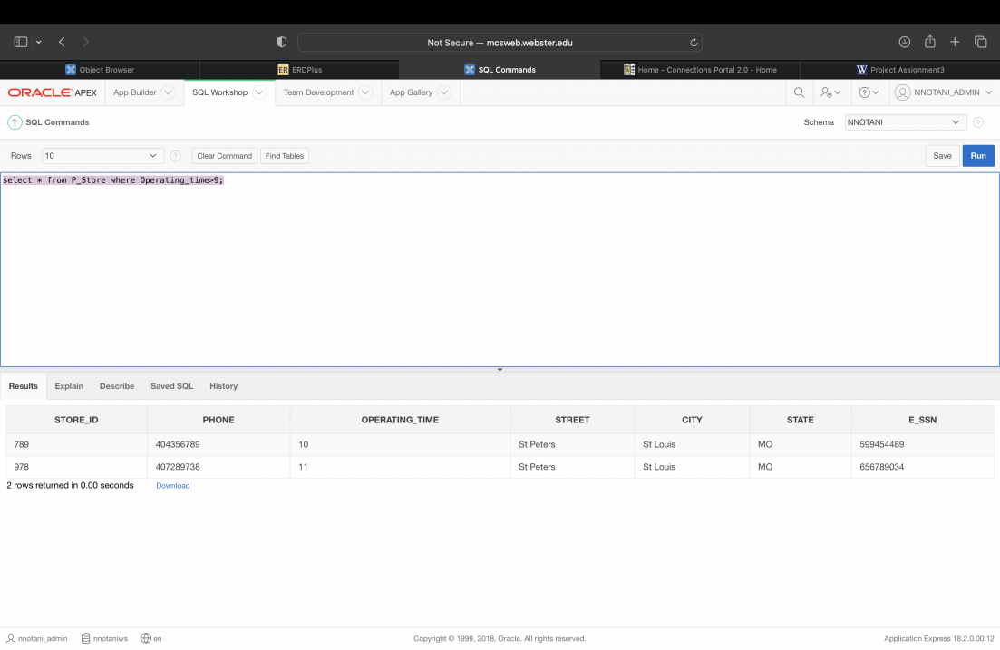 Not Secure — mcsweb.webster.edu
Object Browser
ER ERDPlus
SQL Commands
Home - Connections Portal 2.0 - Home
W Project Assignment3
ORACLE APEX
App Builder
SQL Workshop
Team Development
App Gallery
NNOTANI_ADMIN
SQL Commands
Schema
NNOTANI
Rows
10
Clear Command
Find Tables
Save
Run
select * from P_Store where Operating_time>9;
Results Explain Describe Saved SQL History
STORE_ID PHONE OPERATING_TIME STREET CITY STATE E_SSN
789 404356789 10 St Peters St Louis MO 599454489
978 407289738 11 St Peters St Louis MO 656789034
2 rows returned in 0.00 seconds Download
nnotani_admin nnotaniws en
Copyright © 1999, 2018, Oracle. All rights reserved.
Application Express 18.2.0.00.12